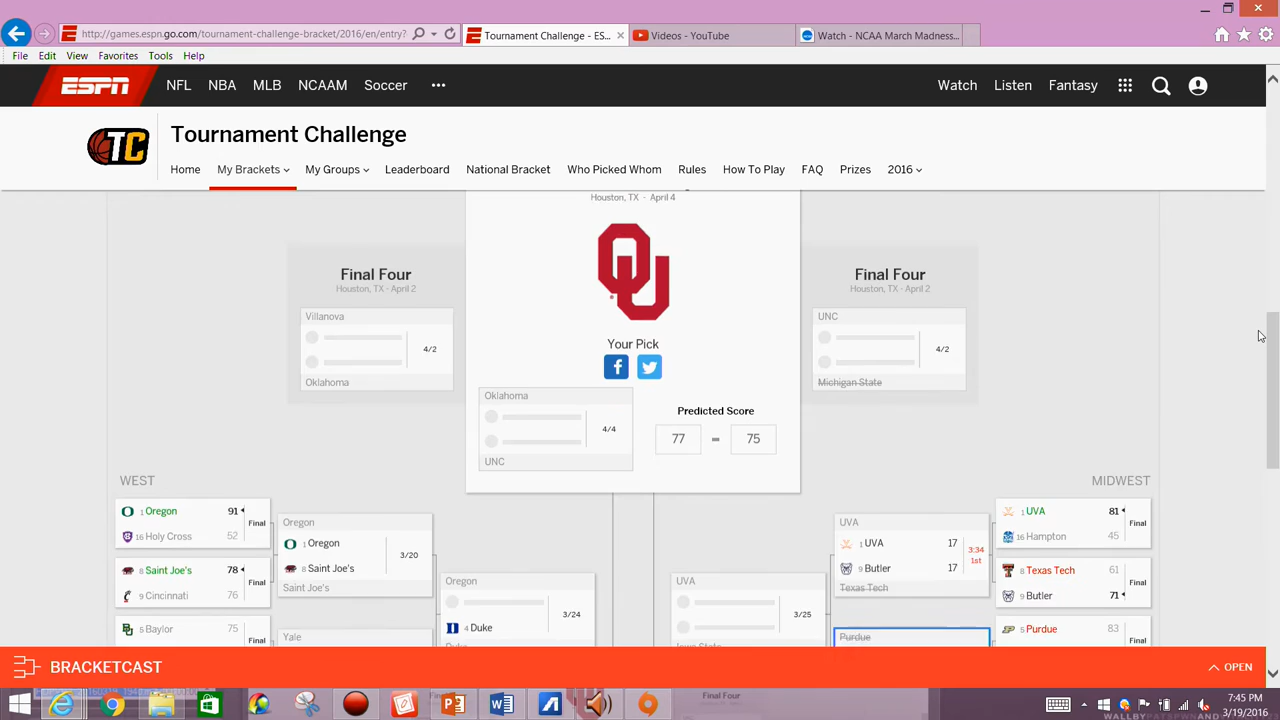 http://games.espn.go.com/tournament-challenge-bracket/2016/en/entry?
Tournament Challenge - ES...
Videos - YouTube
Watch - NCAA March Madness...
File Edit View Favorites Tools Help
ESPN NFL NBA MLB NCAAM Soccer ••• Watch Listen Fantasy
TC Tournament Challenge
Home My Brackets My Groups Leaderboard National Bracket Who Picked Whom Rules How To Play FAQ Prizes 2016
Houston, TX - April 4
OU
Final Four
Houston, TX - April 2
Villanova
4/2
Oklahoma
Final Four
Houston, TX - April 2
UNC
4/2
Michigan State
Your Pick
Oklahoma
4/4
UNC
Predicted Score
77 - 75
WEST
1 Oregon 91
16 Holy Cross 52
Final
8 Saint Joe's 78
9 Cincinnati 76
Final
5 Baylor 75
Final
Oregon
1 Oregon
8 Saint Joe's
3/20
Saint Joe's
Yale
Oregon
4 Duke
3/24
MIDWEST
UVA
3/25
UVA
1 UVA 17
9 Butler 17
3:34
1st
Texas Tech
Purdue
1 UVA 81
16 Hampton 45
Final
8 Texas Tech 61
9 Butler 71
Final
5 Purdue 83
Final
BRACKETCAST
OPEN
7:45 PM
3/19/2016